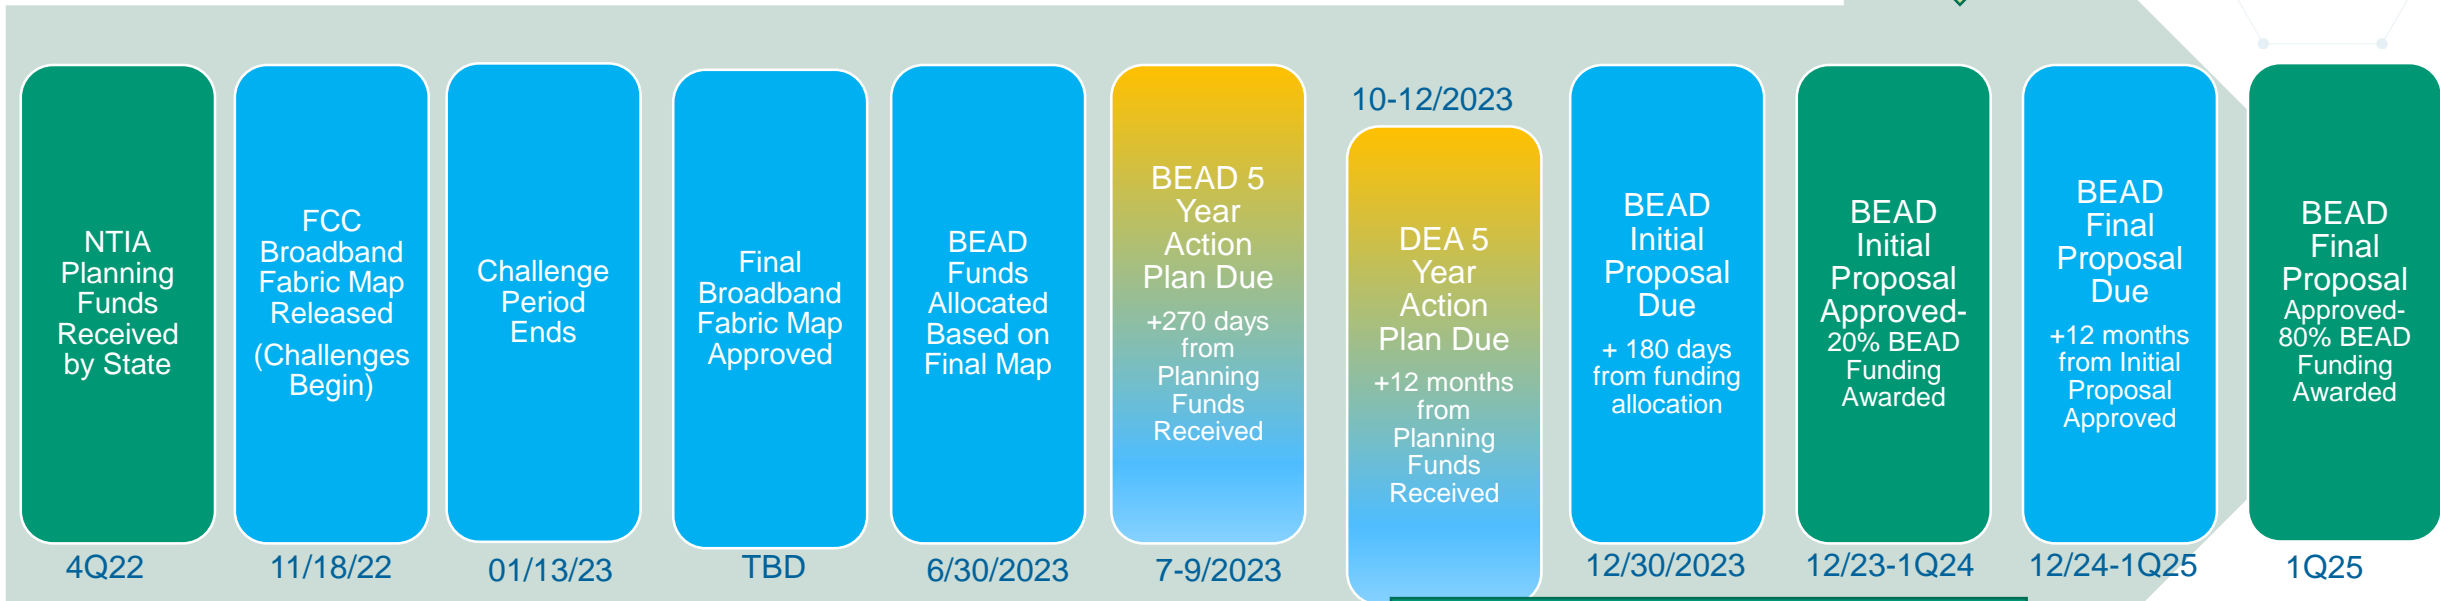 NTIA
Planning
Funds
Received
by State
4Q22
FCC
Broadband
Fabric Map
Released
(Challenges
Begin)
11/18/22
Challenge
Period
Ends
01/13/23
Final
Broadband
Fabric Map
Approved
TBD
BEAD
Funds
Allocated
Based on
Final Map
6/30/2023
BEAD 5
Year
Action
Plan Due
+270 days
from
Planning
Funds
Received
7-9/2023
10-12/2023
DEA 5
Year
Action
Plan Due
+12 months
from
Planning
Funds
Received
BEAD
Initial
Proposal
Due
+ 180 days
from funding
allocation
12/30/2023
BEAD
Initial
Proposal
Approved-
20% BEAD
Funding
Awarded
12/23-1Q24
BEAD
Final
Proposal
Due
+12 months
from Initial
Proposal
Approved
12/24-1Q25
BEAD
Final
Proposal
Approved-
80% BEAD
Funding
Awarded
1Q25